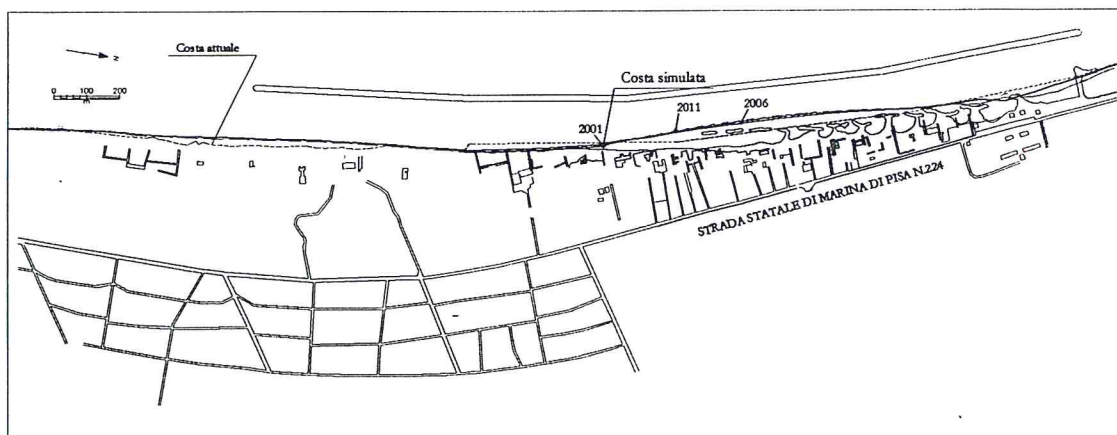 Costa attuale
N
0 100 200
m
Costa simulata
2001
2011
2006
STRADA STATALE DI MARINA DI PISA N.224